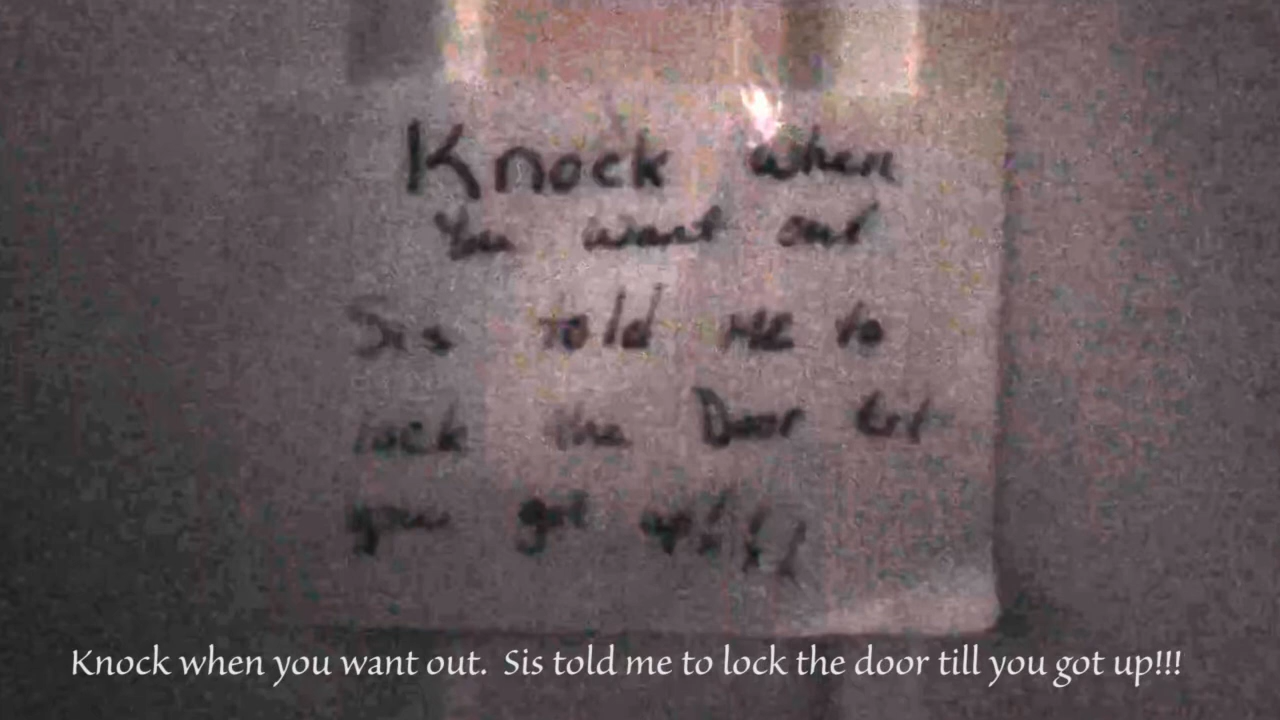 Knock when
You want out
Sis told me to
lock the Door til
you got up!!!
Knock when you want out.  Sis told me to lock the door till you got up!!!